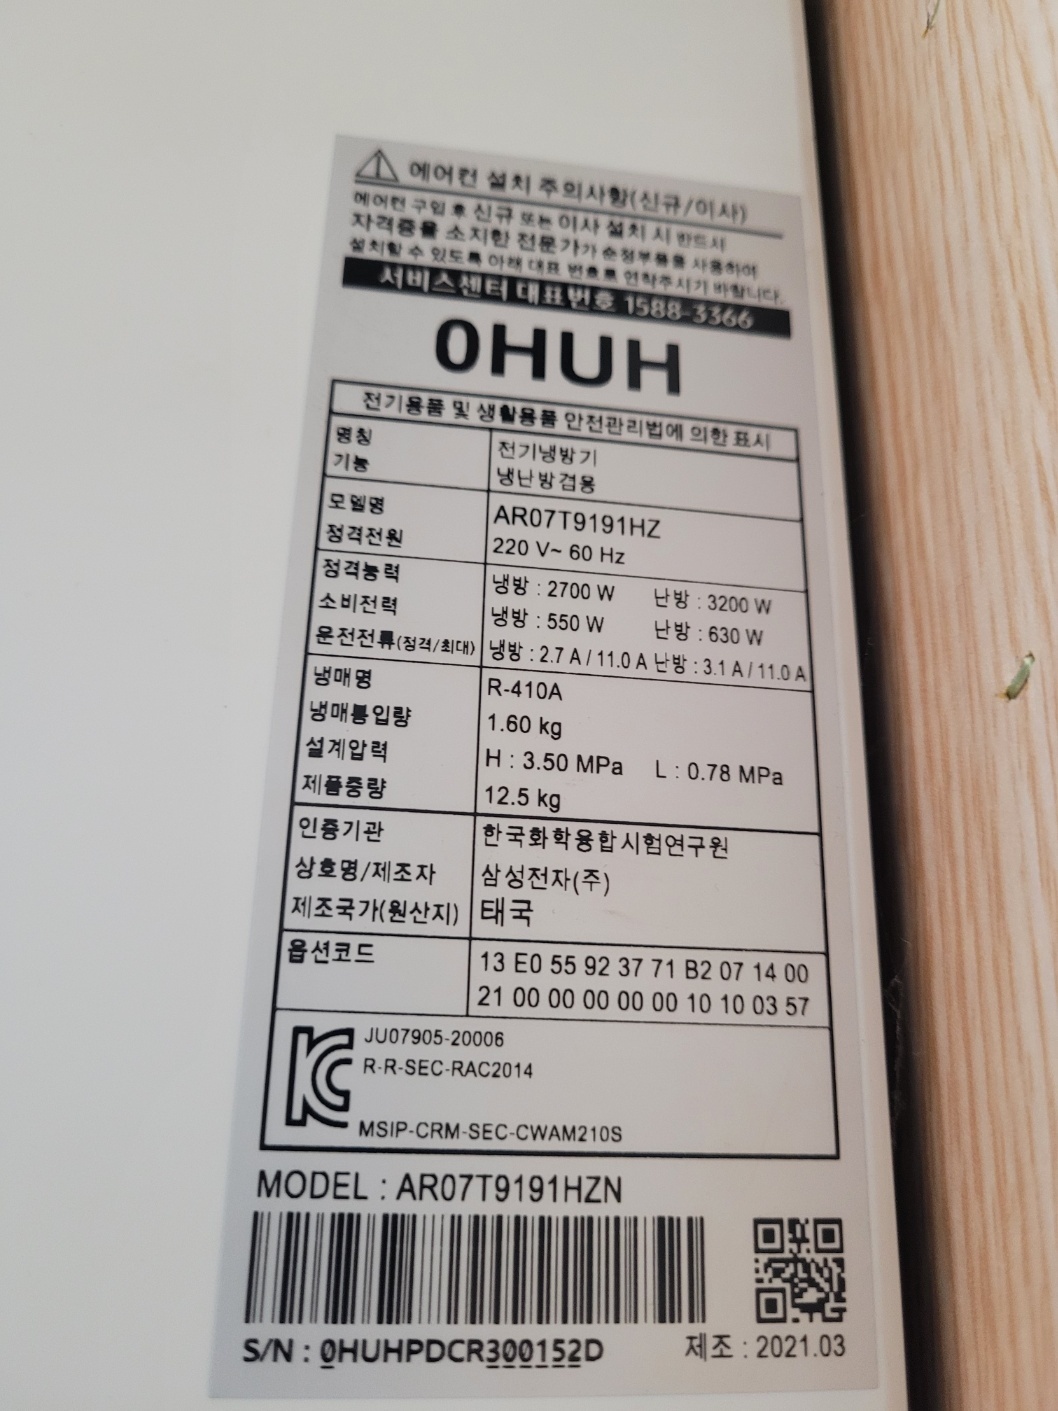 에어컨 설치 주의사항(신규/이사)
에어컨 구입 후 신규 또는 이사 설치 시 반드시
자격증을 소지한 전문가가 순정부품을 사용하여
설치할 수 있도록 아래 대표 번호로 연락주시기 바랍니다.
서비스센터 대표번호 1588-3366
0HUH
전기용품 및 생활용품 안전관리법에 의한 표시
명칭 전기냉방기
기능 냉난방겸용
모델명 AR07T9191HZ
정격전원 220 V~ 60 Hz
정격능력 냉방 : 2700 W 난방 : 3200 W
소비전력 냉방 : 550 W 난방 : 630 W
운전전류(정격/최대) 냉방 : 2.7 A / 11.0 A 난방 : 3.1 A / 11.0 A
냉매명 R-410A
냉매봉입량 1.60 kg
설계압력 H : 3.50 MPa L : 0.78 MPa
제품중량 12.5 kg
인증기관 한국화학융합시험연구원
상호명/제조자 삼성전자(주)
제조국가(원산지) 태국
옵션코드 13 E0 55 92 37 71 B2 07 14 00
21 00 00 00 00 00 10 10 03 57
JU07905-20006
R-R-SEC-RAC2014
MSIP-CRM-SEC-CWAM210S
MODEL : AR07T9191HZN
S/N : 0HUHPDCR300152D 제조 : 2021.03